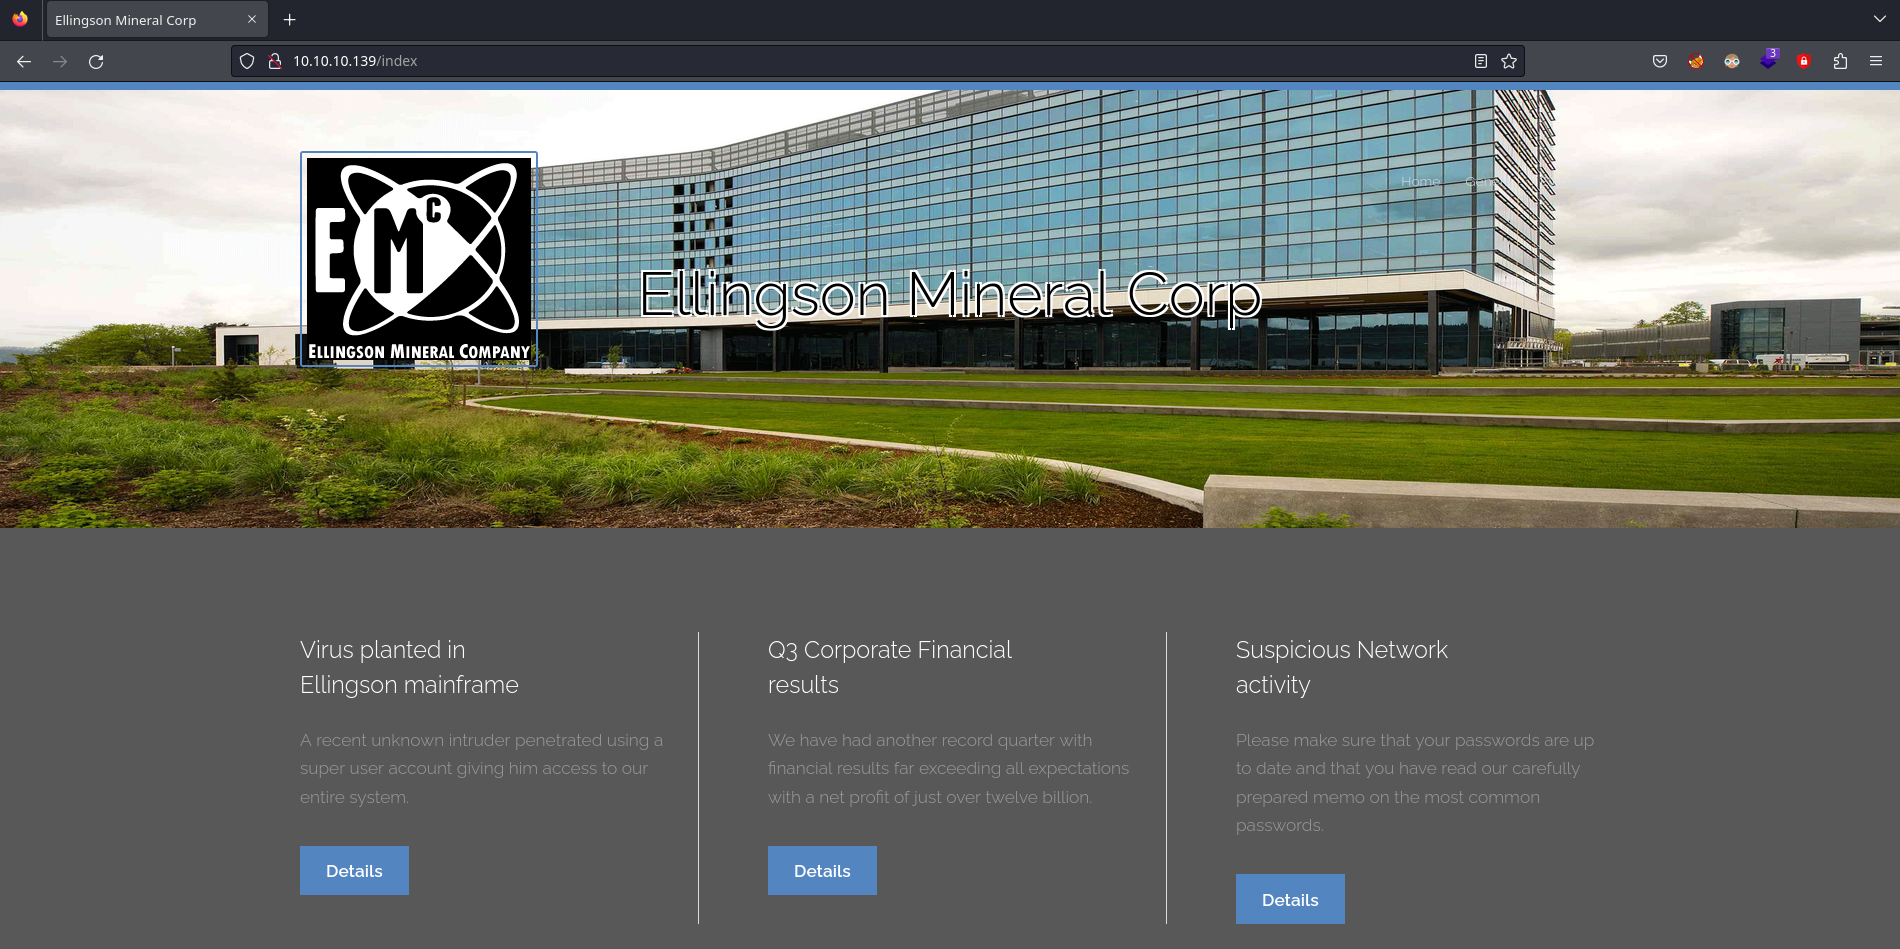 Ellingson Mineral Corp
10.10.10.139/index
3
Home
E M C
ELLINGSON MINERAL COMPANY
Ellingson Mineral Corp
Virus planted in
Ellingson mainframe
A recent unknown intruder penetrated using a
super user account giving him access to our
entire system.
Details
Q3 Corporate Financial
results
We have had another record quarter with
financial results far exceeding all expectations
with a net profit of just over twelve billion.
Details
Suspicious Network
activity
Please make sure that your passwords are up
to date and that you have read our carefully
prepared memo on the most common
passwords.
Details